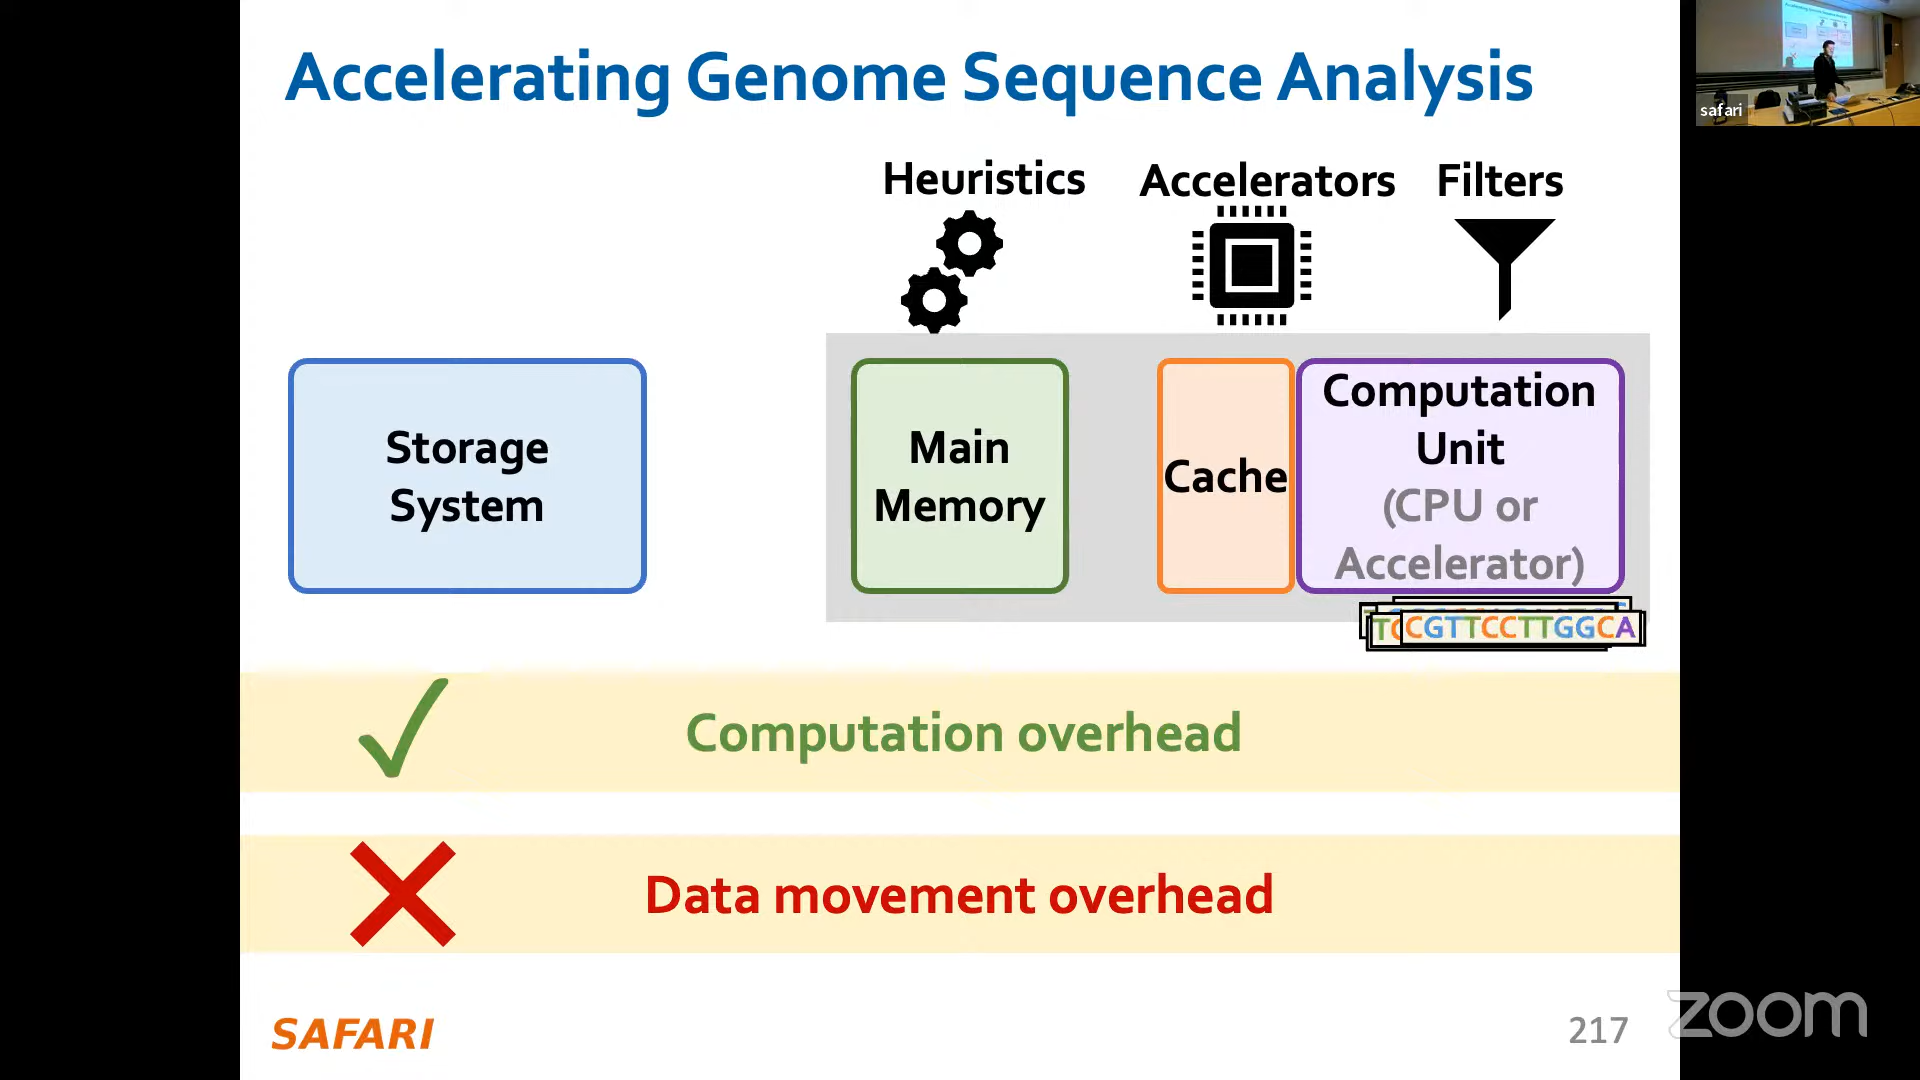 Accelerating Genome Sequence Analysis
Heuristics
Accelerators
Filters
Storage
System
Main
Memory
Cache
Computation
Unit
(CPU or
Accelerator)
CGTTCCTTGGCA
Computation overhead
Data movement overhead
SAFARI
217
safari
zoom